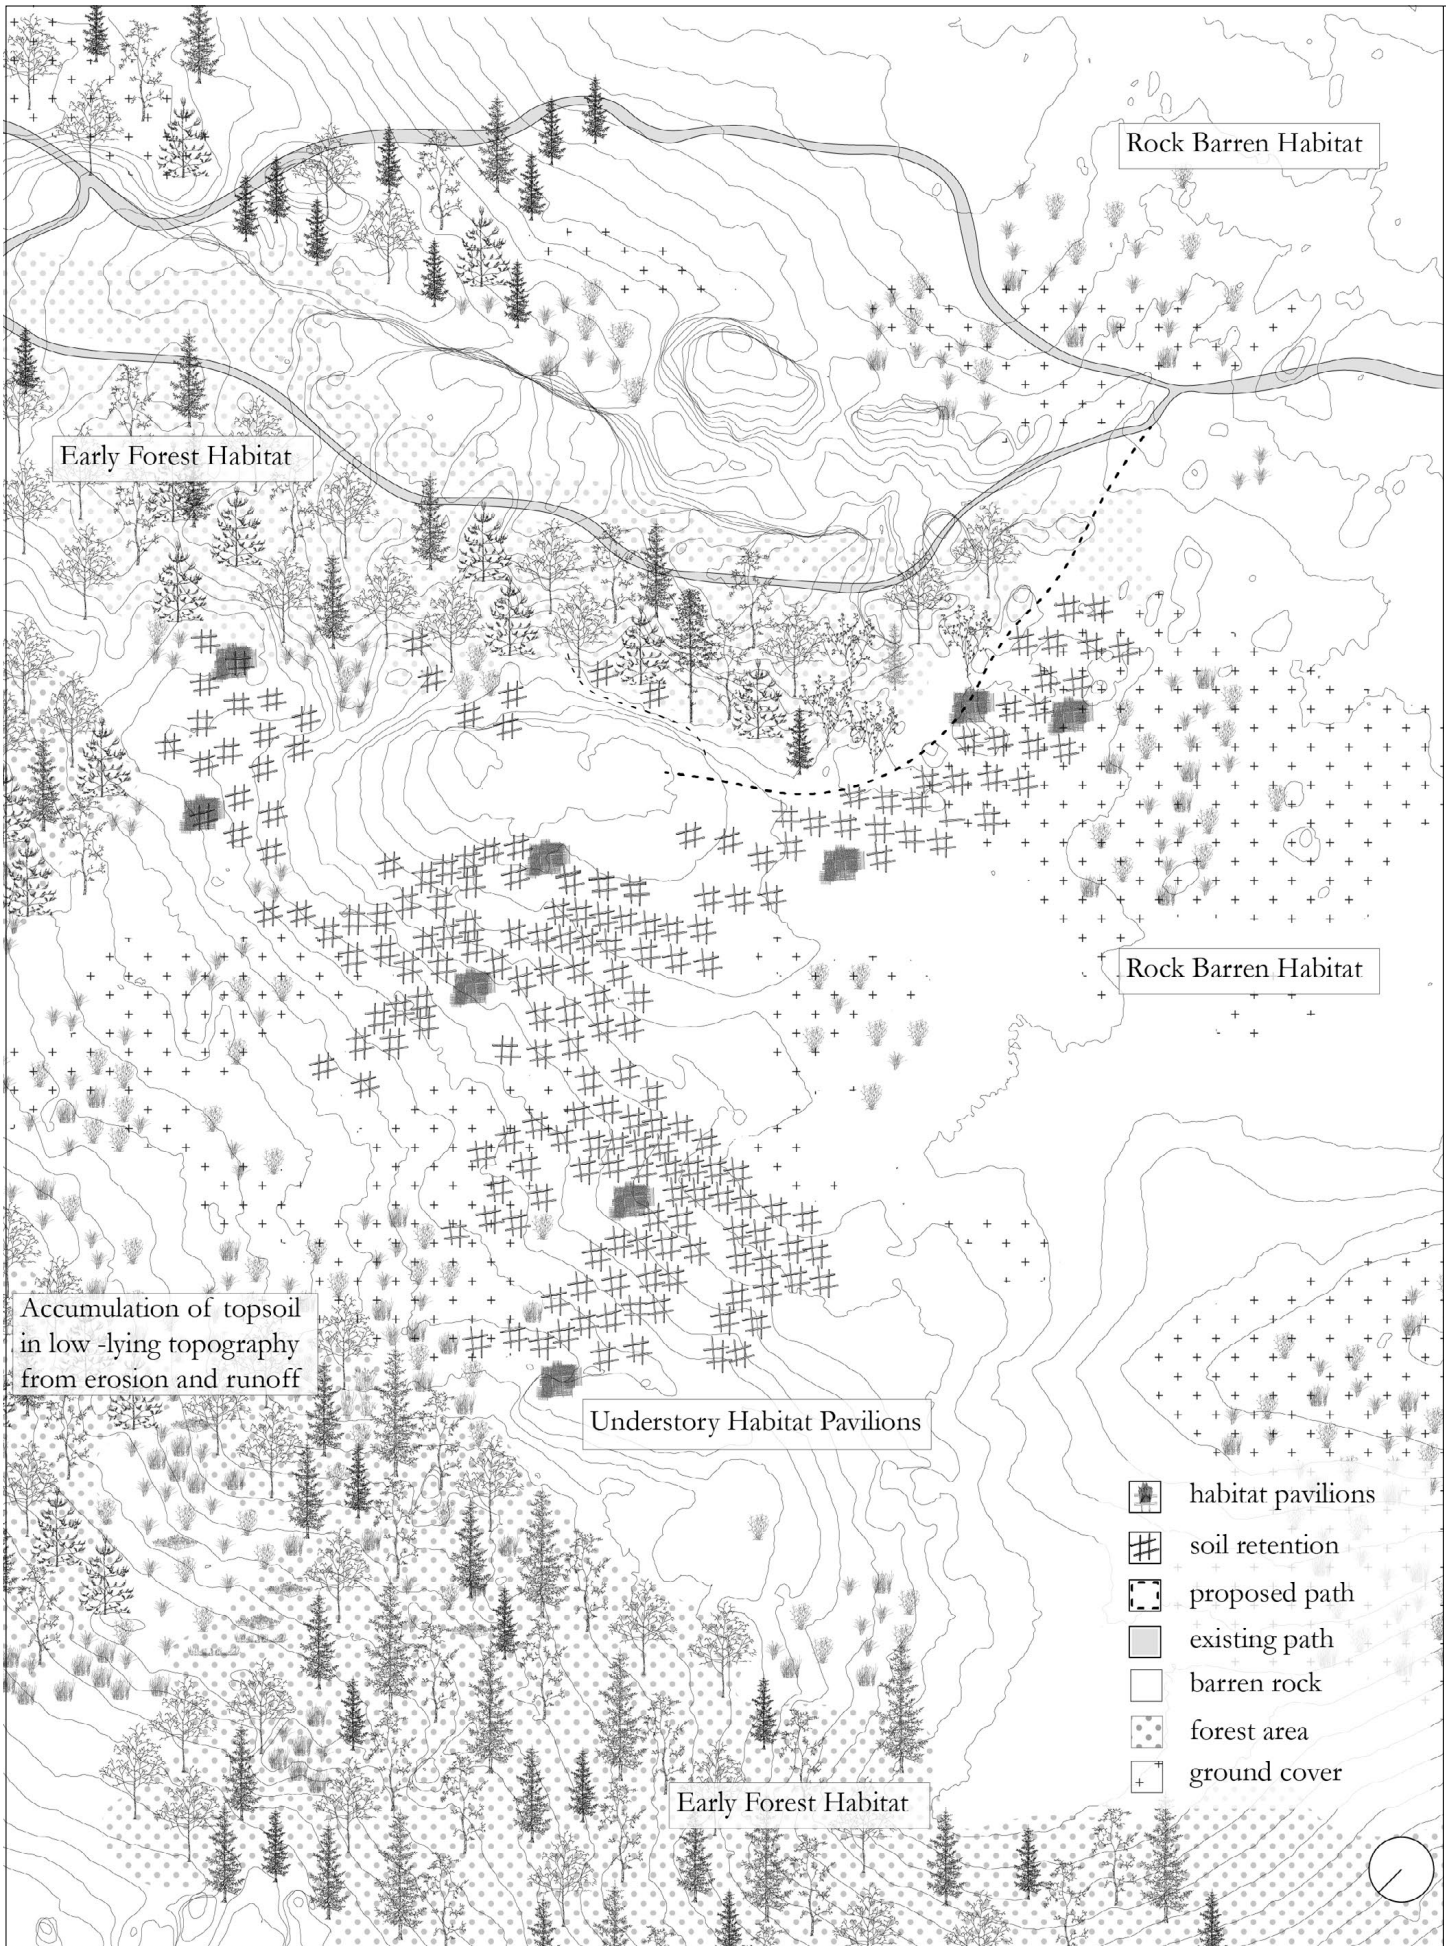 Rock Barren Habitat
Early Forest Habitat
Rock Barren Habitat
Accumulation of topsoil
in low -lying topography
from erosion and runoff
Understory Habitat Pavilions
habitat pavilions
soil retention
proposed path
existing path
barren rock
forest area
ground cover
Early Forest Habitat